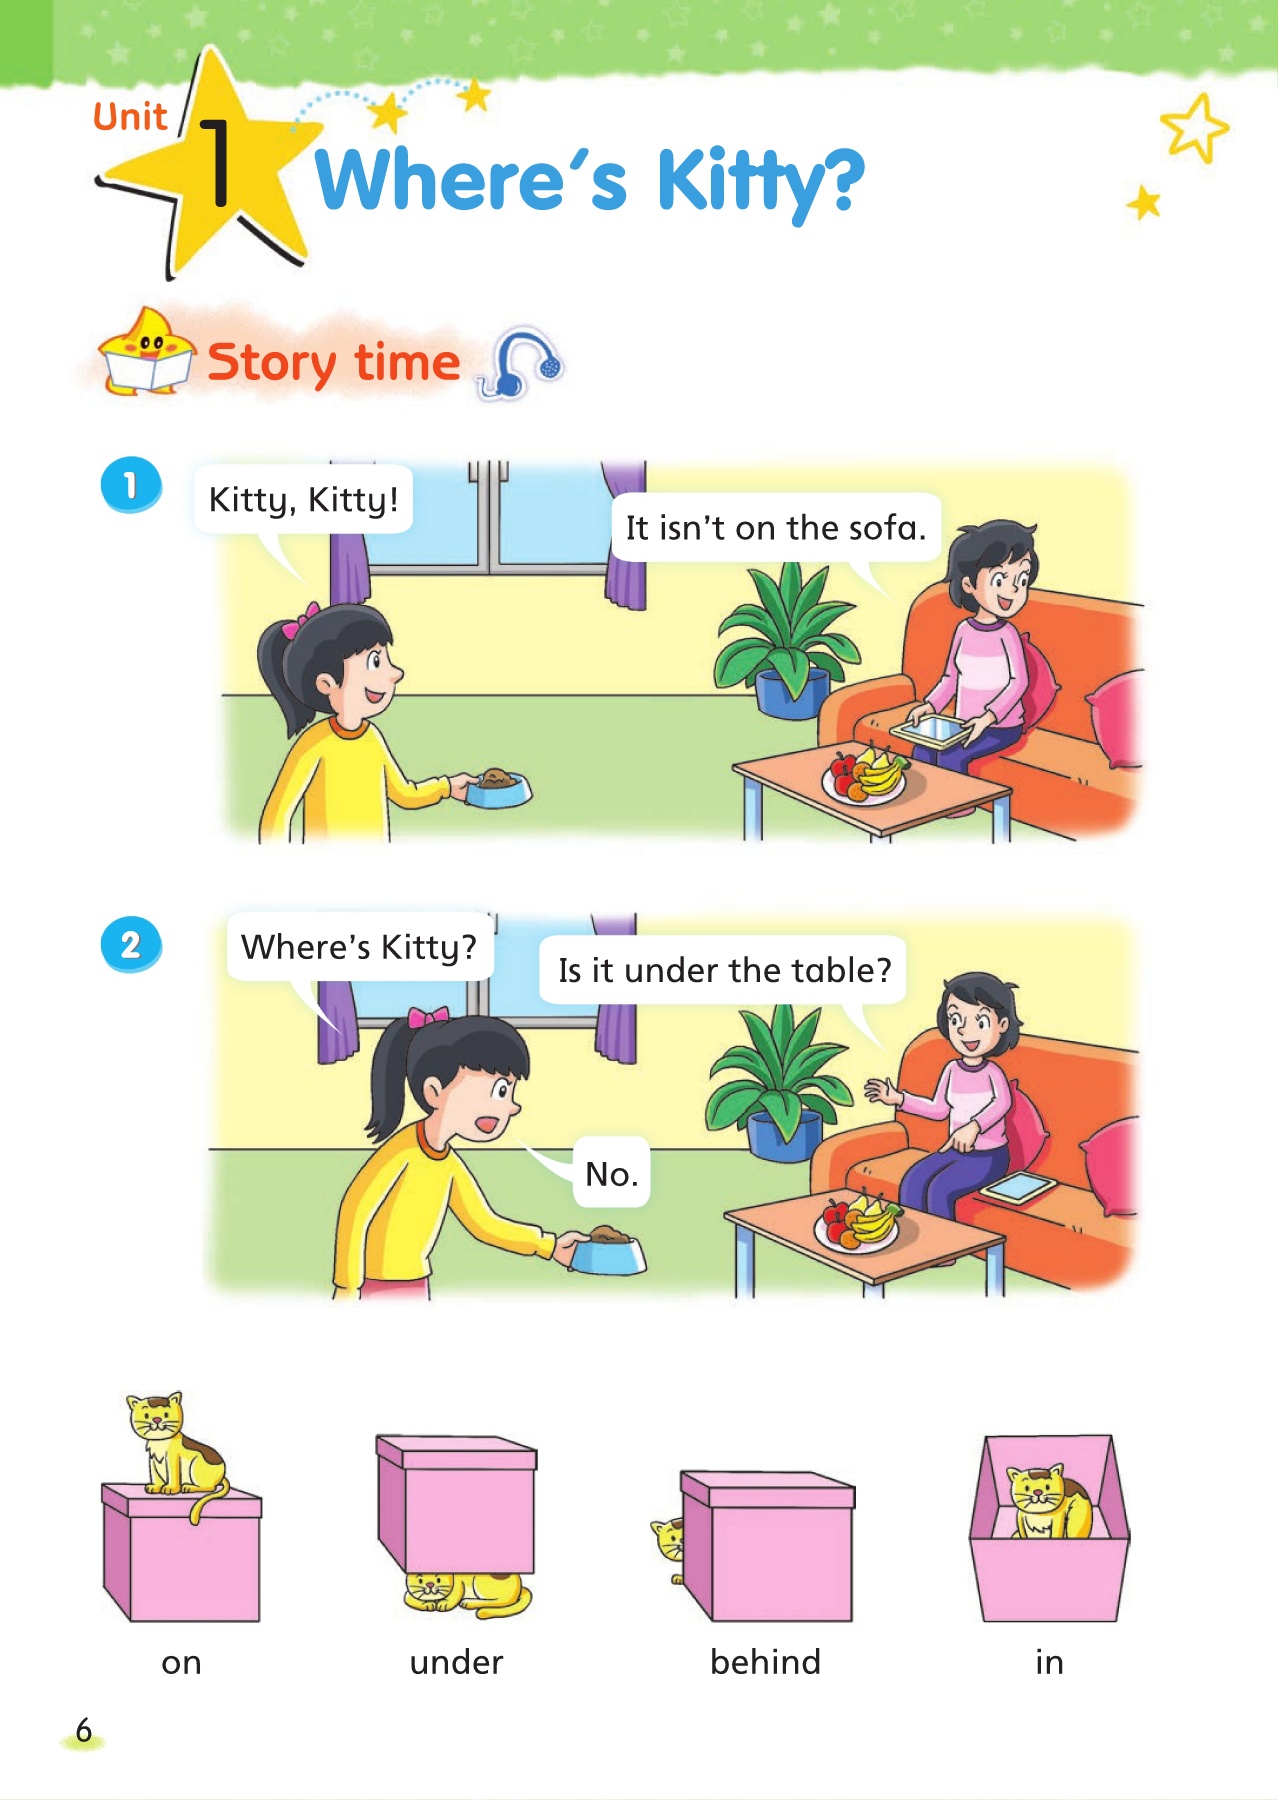 Unit
1
Where's Kitty?
Story time
1
Kitty, Kitty!
It isn't on the sofa.
2
Where's Kitty?
Is it under the table?
No.
on
under
behind
in
6